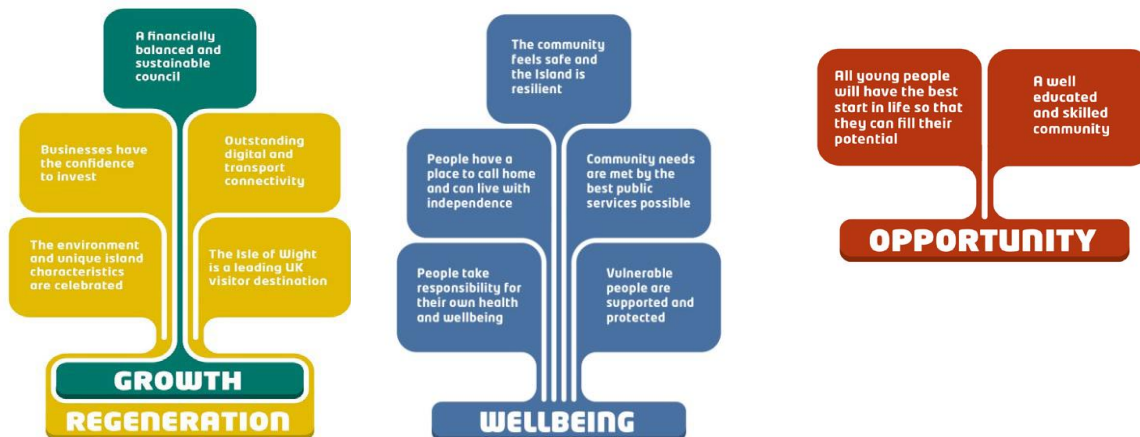 A financially
balanced and
sustainable
council
Businesses have
the confidence
to invest
Outstanding
digital and
transport
connectivity
The environment
and unique island
characteristics
are celebrated
The Isle of Wight
is a leading UK
visitor destination
GROWTH
REGENERATION
The community
feels safe and
the Island is
resilient
People have a
place to call home
and can live with
independence
Community needs
are met by the
best public
services possible
People take
responsibility for
their own health
and wellbeing
Vulnerable
people are
supported and
protected
WELLBEING
All young people
will have the best
start in life so that
they can fill their
potential
A well
educated
and skilled
community
OPPORTUNITY